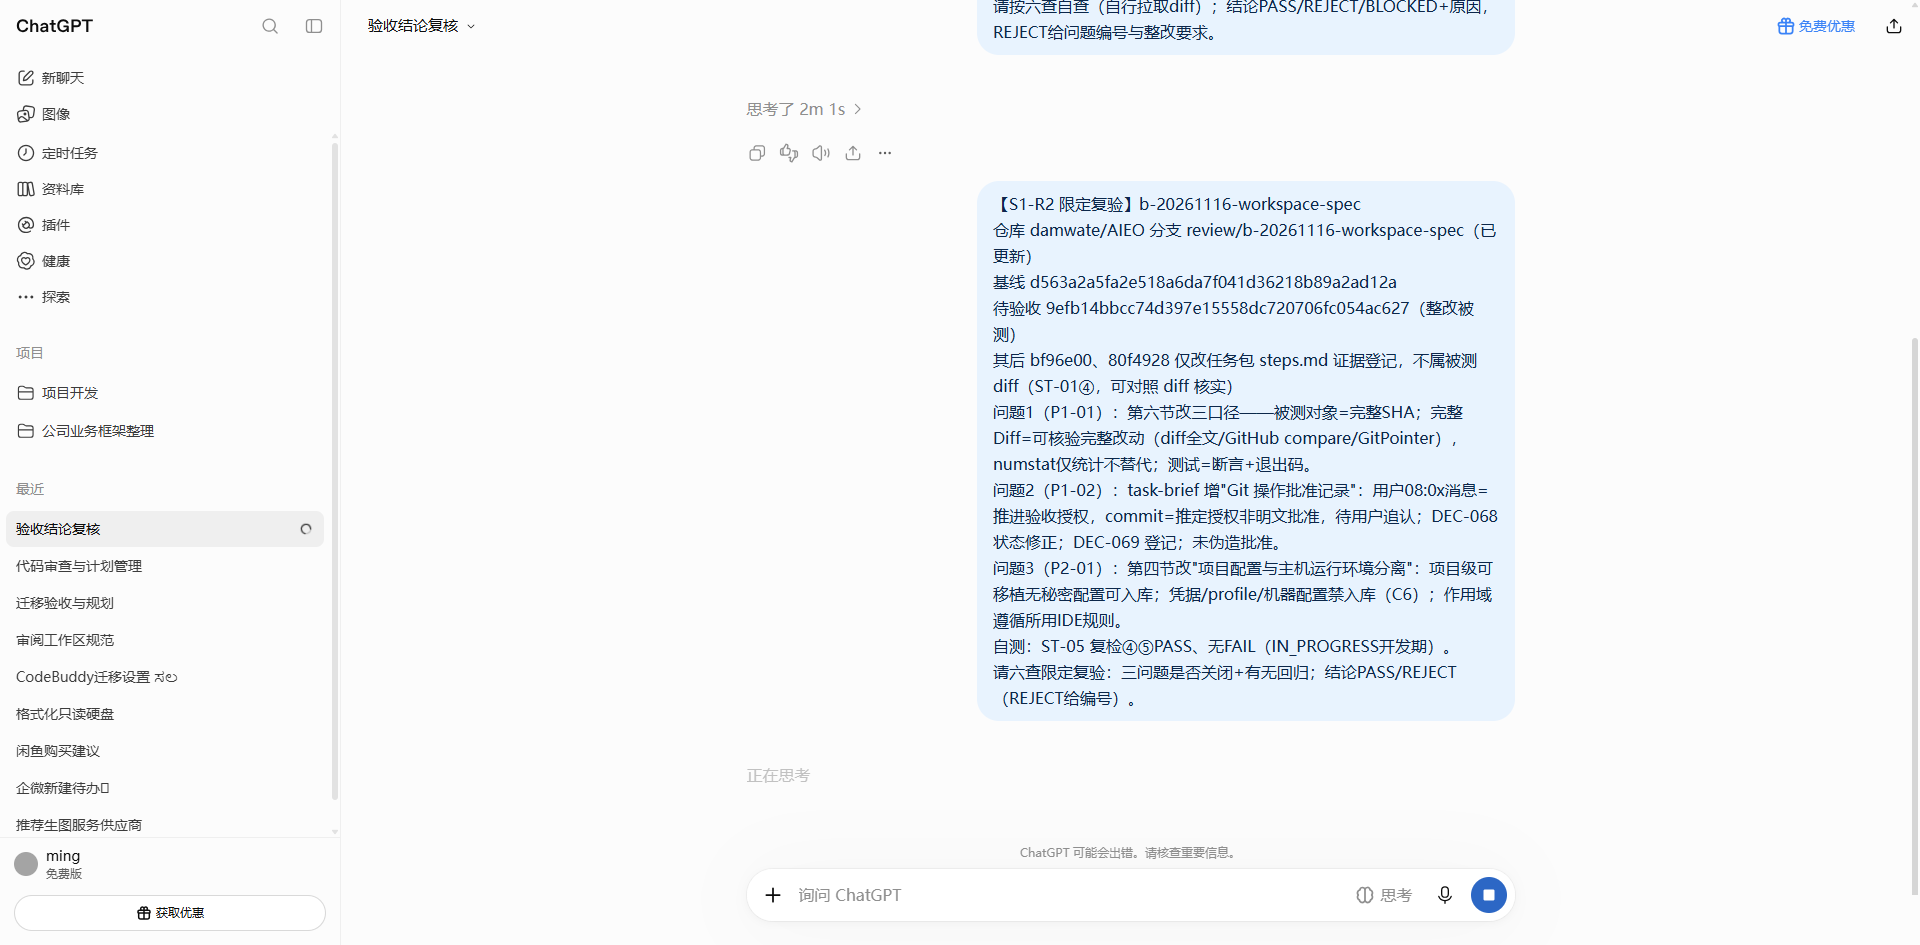 ChatGPT
新聊天
图像
定时任务
资料库
插件
健康
探索
项目
项目开发
公司业务框架整理
最近
验收结论复核
代码审查与计划管理
迁移验收与规划
审阅工作区规范
CodeBuddy迁移设置
格式化只读硬盘
闲鱼购买建议
企微新建待办
推荐生图服务供应商
ming
免费版
获取优惠
验收结论复核
免费优惠
请按六查自查（自行拉取diff）；结论PASS/REJECT/BLOCKED+原因，
REJECT给问题编号与整改要求。
思考了 2m 1s
【S1-R2 限定复验】b-20261116-workspace-spec
仓库 damwate/AIEO 分支 review/b-20261116-workspace-spec（已
更新）
基线 d563a2a5fa2e518a6da7f041d36218b89a2ad12a
待验收 9efb14bbcc74d397e15558dc720706fc054ac627（整改被
测）
其后 bf96e00、80f4928 仅改任务包 steps.md 证据登记，不属被测
diff（ST-01④，可对照 diff 核实）
问题1（P1-01）：第六节改三口径——被测对象=完整SHA；完整
Diff=可核验完整改动（diff全文/GitHub compare/GitPointer），
numstat仅统计不替代；测试=断言+退出码。
问题2（P1-02）：task-brief 增"Git 操作批准记录"：用户08:0x消息=
推进验收授权，commit=推定授权非明文批准，待用户追认；DEC-068
状态修正；DEC-069 登记；未伪造批准。
问题3（P2-01）：第四节改"项目配置与主机运行环境分离"：项目级可
移植无秘密配置可入库；凭据/profile/机器配置禁入库（C6）；作用域
遵循所用IDE规则。
自测：ST-05 复检④⑤PASS、无FAIL（IN_PROGRESS开发期）。
请六查限定复验：三问题是否关闭+有无回归；结论PASS/REJECT
（REJECT给编号）。
正在思考
ChatGPT 可能会出错。请核查重要信息。
询问 ChatGPT
思考